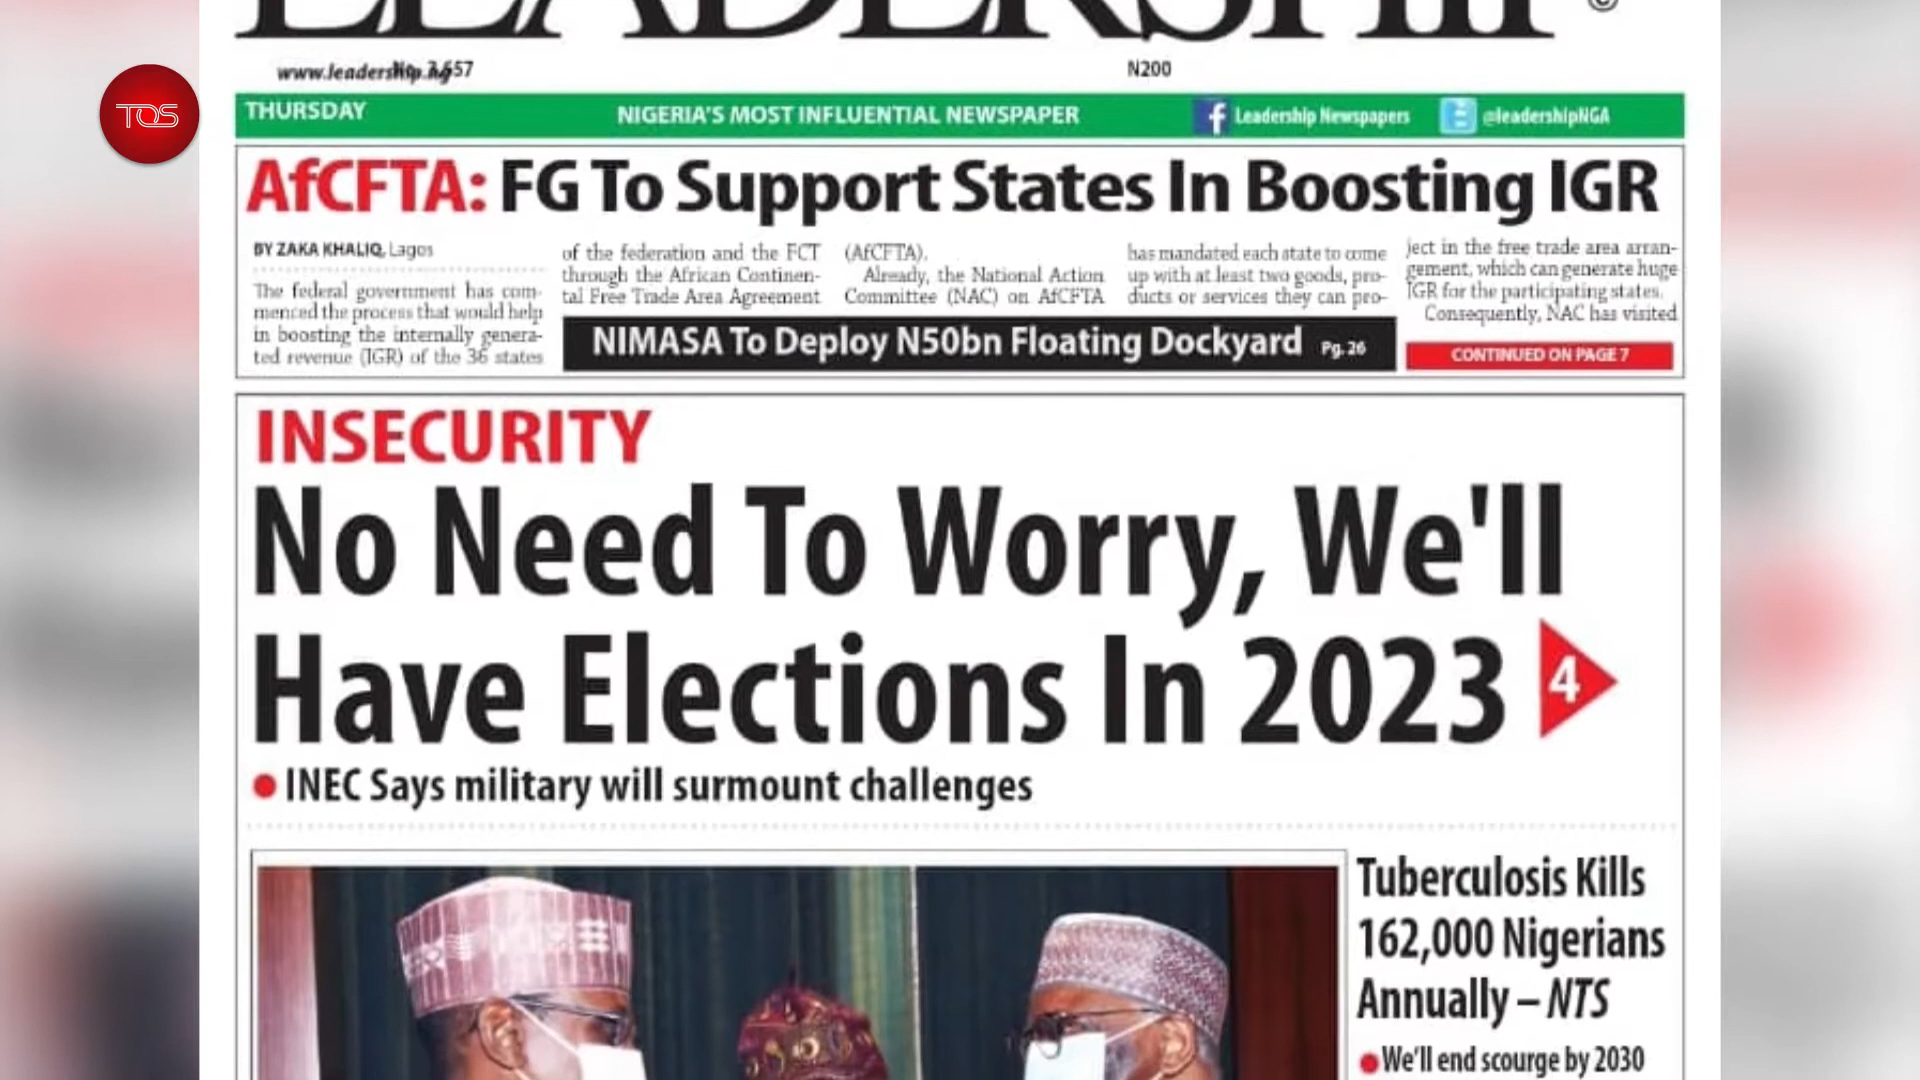 LEADERSHIP
www.leadership.ng
N200
TQS
THURSDAY
NIGERIA'S MOST INFLUENTIAL NEWSPAPER
Leadership Newspapers
@leadershipNGA
AfCFTA: FG To Support States In Boosting IGR
BY ZAKA KHALIQ, Lagos
The federal government has com-
menced the process that would help
in boosting the internally genera-
ted revenue (IGR) of the 36 states
of the federation and the FCT
through the African Continen-
tal Free Trade Area Agreement
(AfCFTA).
Already, the National Action
Committee (NAC) on AfCFTA
has mandated each state to come
up with at least two goods, pro-
ducts or services they can pro-
ject in the free trade area arran-
gement, which can generate huge
IGR for the participating states.
Consequently, NAC has visited
CONTINUED ON PAGE 7
NIMASA To Deploy N50bn Floating Dockyard Pg. 26
INSECURITY
No Need To Worry, We'll
Have Elections In 2023
4
INEC Says military will surmount challenges
Tuberculosis Kills
162,000 Nigerians
Annually – NTS
We'll end scourge by 2030